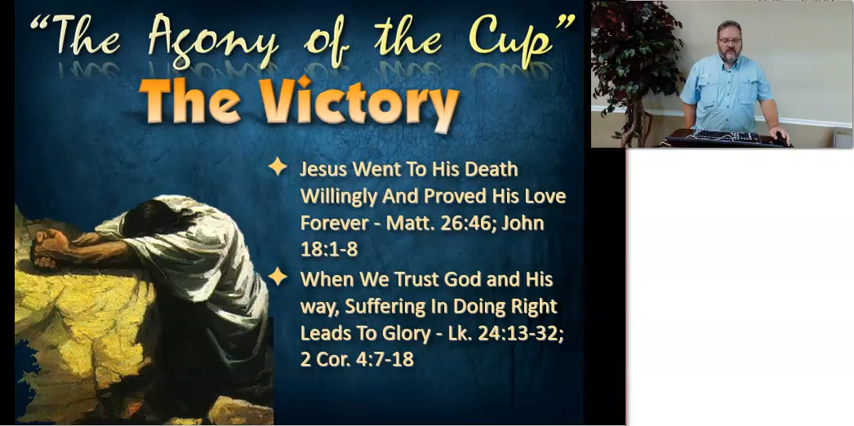 “The Agony of the Cup”
The Victory
Jesus Went To His Death
Willingly And Proved His Love
Forever - Matt. 26:46; John
18:1-8
When We Trust God and His
way, Suffering In Doing Right
Leads To Glory - Lk. 24:13-32;
2 Cor. 4:7-18